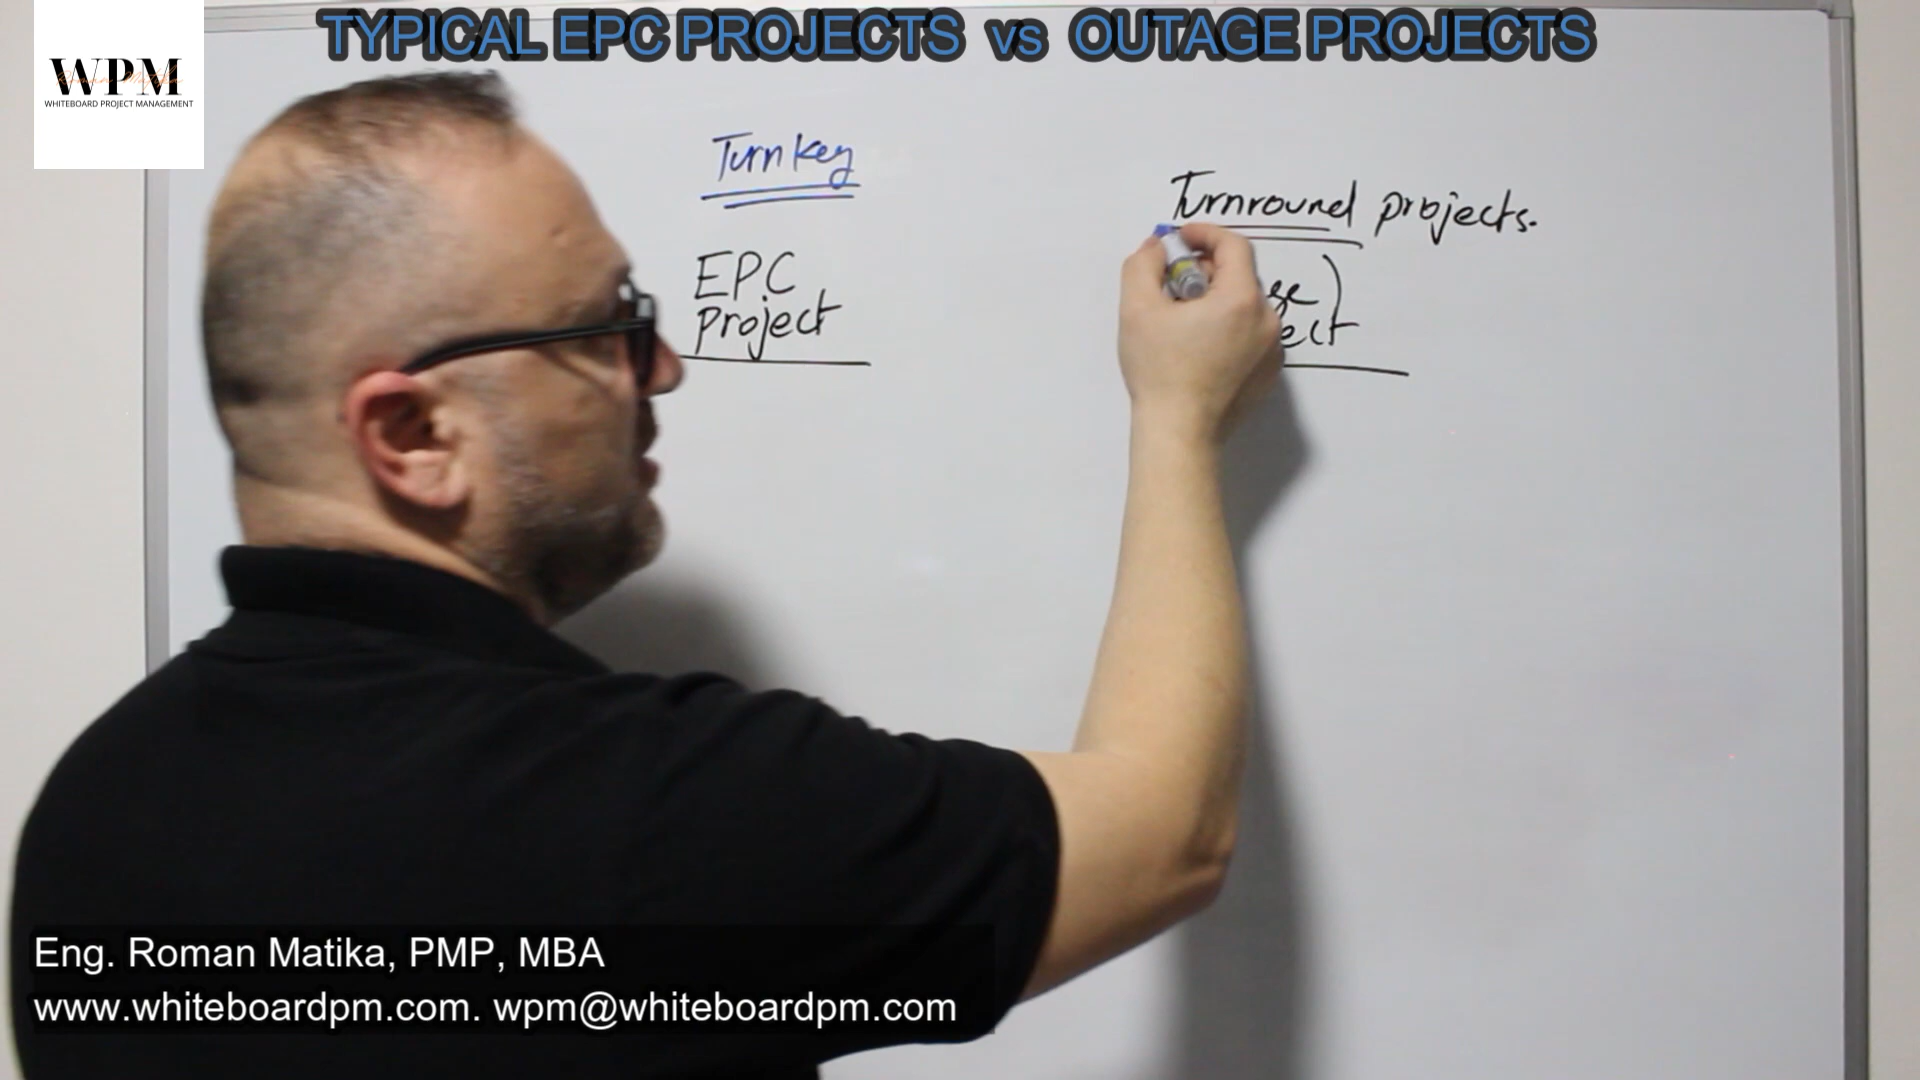 TYPICAL EPC PROJECTS vs OUTAGE PROJECTS
WPM
WHITEBOARD PROJECT MANAGEMENT
Turnkey
EPC
Project
Turnround projects.
Eng. Roman Matika, PMP, MBA
www.whiteboardpm.com. wpm@whiteboardpm.com